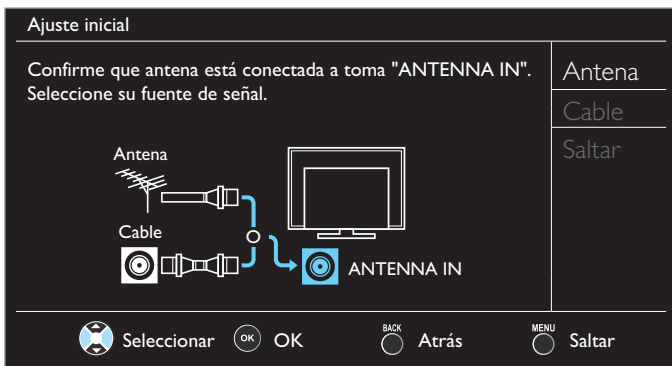 Ajuste inicial
Confirme que antena está conectada a toma "ANTENNA IN".
Seleccione su fuente de señal.
Antena
Cable
Saltar
Antena
Cable
O
ANTENNA IN
Seleccionar
OK
OK
BACK
Atrás
MENU
Saltar